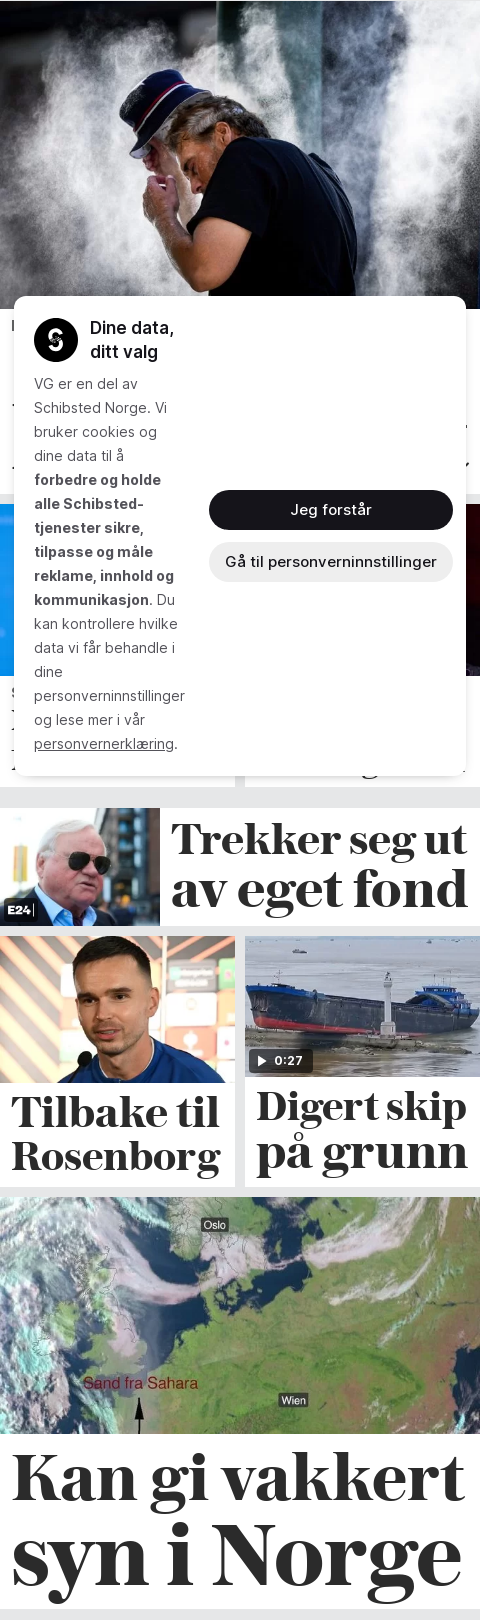 Dine data,
ditt valg
VG er en del av
Schibsted Norge. Vi
bruker cookies og
dine data til å
forbedre og holde
alle Schibsted-
tjenester sikre,
tilpasse og måle
reklame, innhold og
kommunikasjon. Du
kan kontrollere hvilke
data vi får behandle i
dine
personverninnstillinger
og lese mer i vår
personvernerklæring.
Jeg forstår
Gå til personverninnstillinger
E24
Trekker seg ut
av eget fond
Tilbake til
Rosenborg
0:27
Digert skip
på grunn
Oslo
Sand fra Sahara
Wien
Kan gi vakkert
syn i Norge